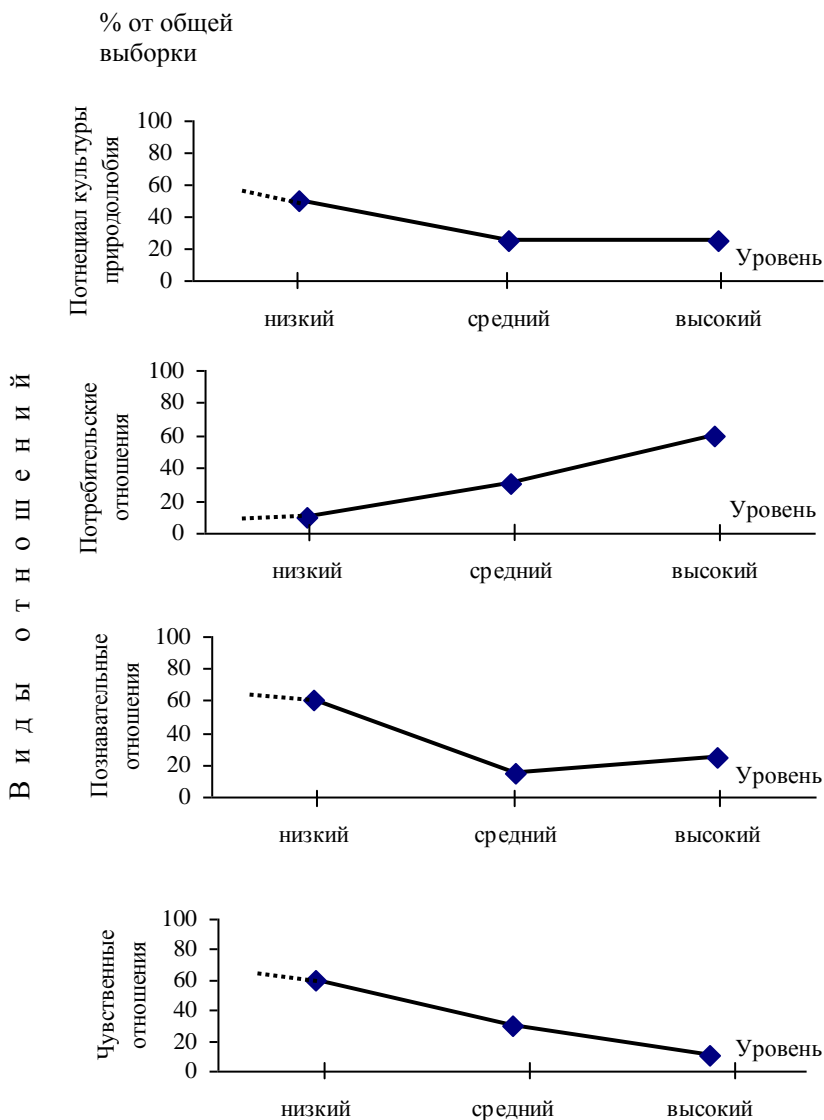 % от общей
выборки
Виды отношений
Потнециал культуры
природолюбия
100
80
60
40
20
0
Уровень
низкий средний высокий
Потребительские
отношения
100
80
60
40
20
0
Уровень
низкий средний высокий
Познавательные
отношения
100
80
60
40
20
0
Уровень
низкий средний высокий
Чувственные
отношения
100
80
60
40
20
0
Уровень
низкий средний высокий